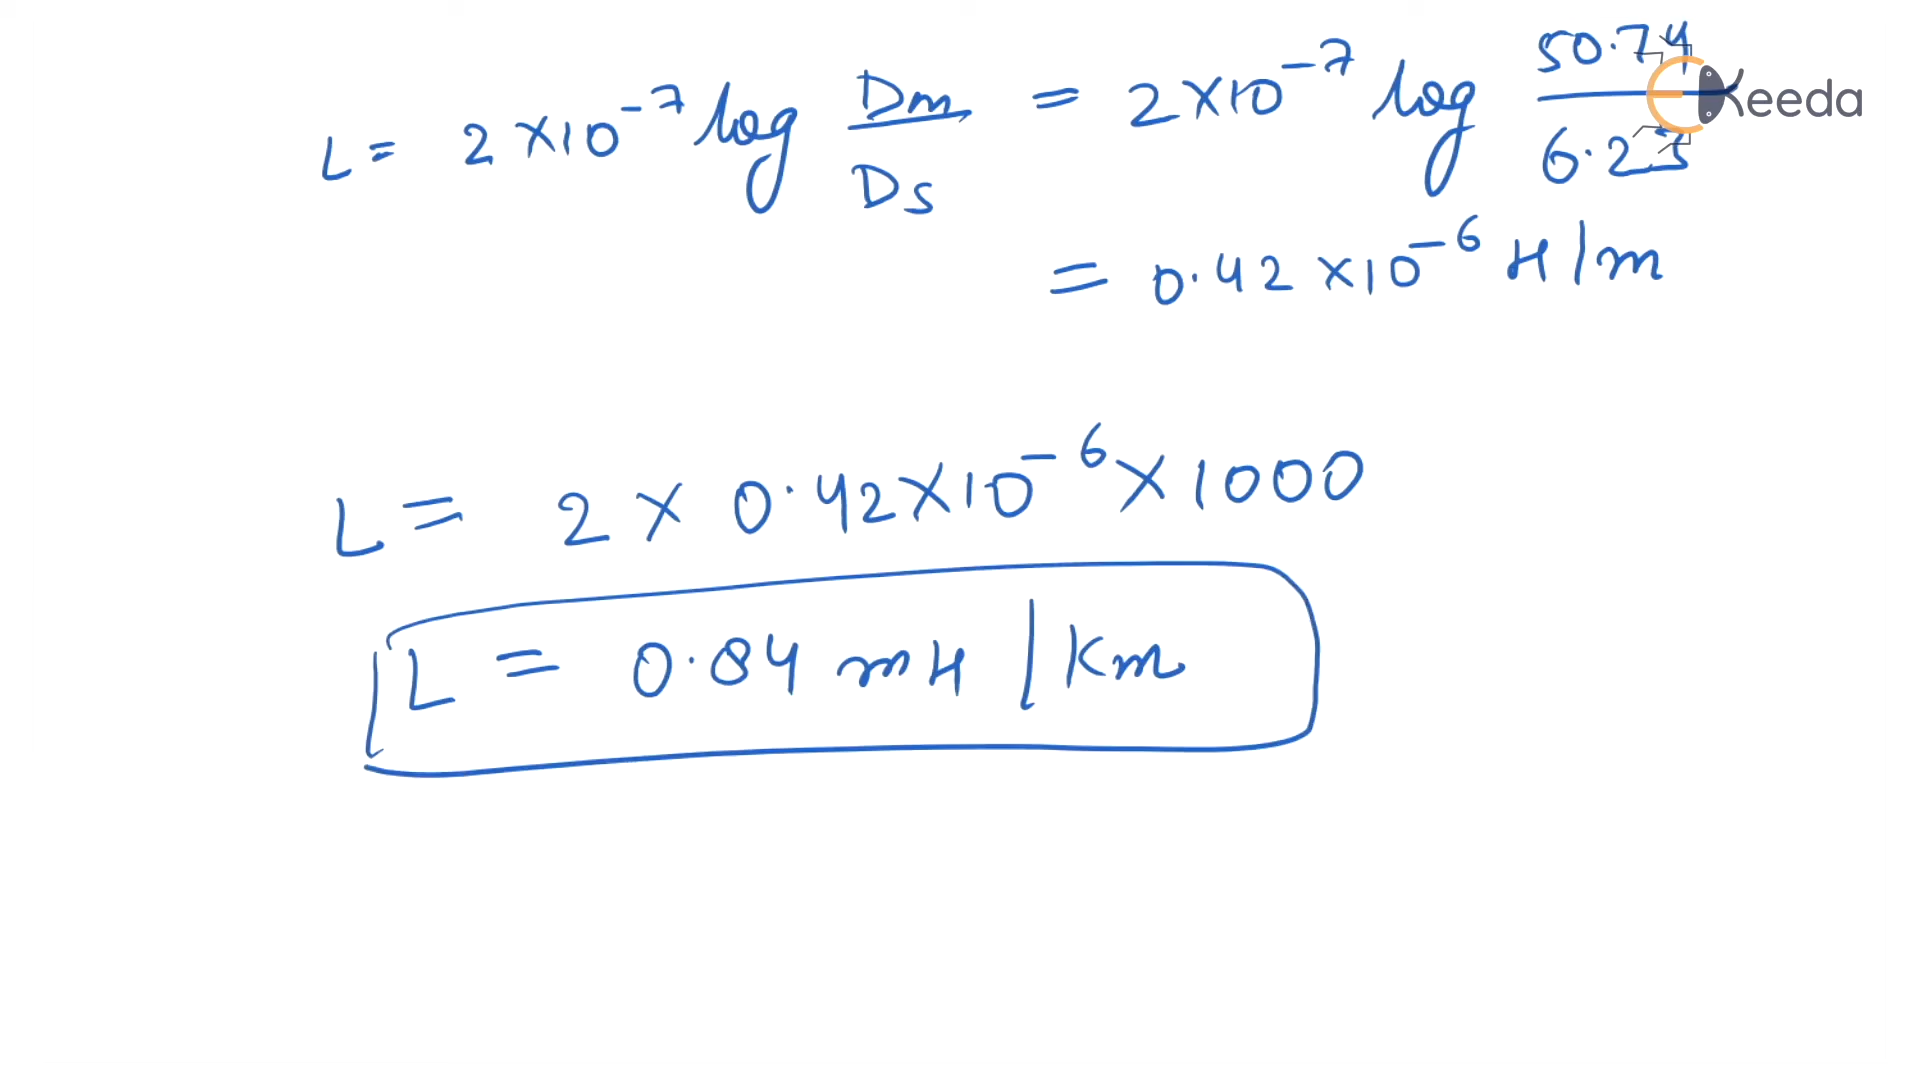 L = 2 × 10⁻⁷ log Dm/Ds = 2 × 10⁻⁷ log 50.74/6.23
= 0.42 × 10⁻⁶ H/m
L = 2 × 0.42 × 10⁻⁶ × 1000
L = 0.84 mH / Km
Keeda